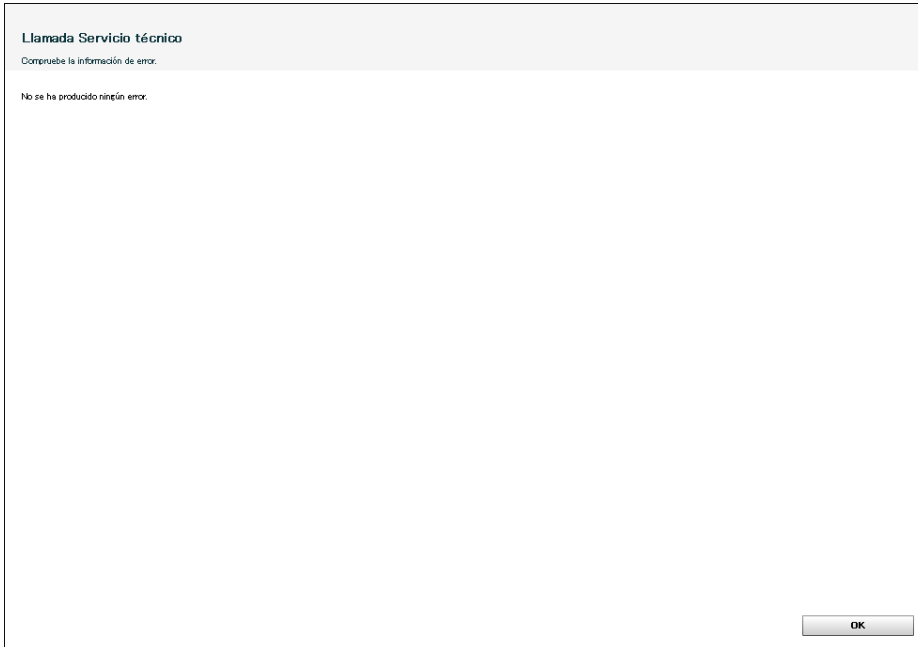 Llamada Servicio técnico
Compruebe la información de error.
No se ha producido ningún error.
OK